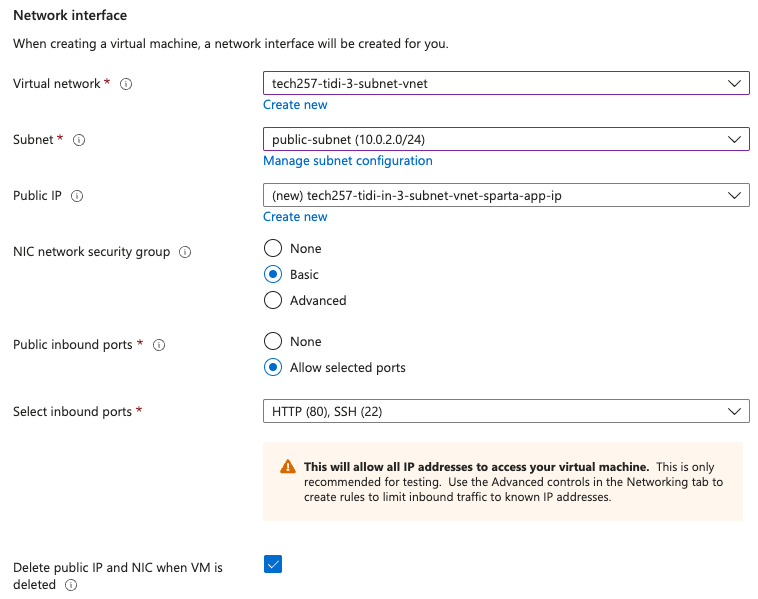 Network interface
When creating a virtual machine, a network interface will be created for you.
Virtual network *
tech257-tidi-3-subnet-vnet
Create new
Subnet *
public-subnet (10.0.2.0/24)
Manage subnet configuration
Public IP
(new) tech257-tidi-in-3-subnet-vnet-sparta-app-ip
Create new
NIC network security group
None
Basic
Advanced
Public inbound ports *
None
Allow selected ports
Select inbound ports *
HTTP (80), SSH (22)
This will allow all IP addresses to access your virtual machine. This is only
recommended for testing. Use the Advanced controls in the Networking tab to
create rules to limit inbound traffic to known IP addresses.
Delete public IP and NIC when VM is
deleted